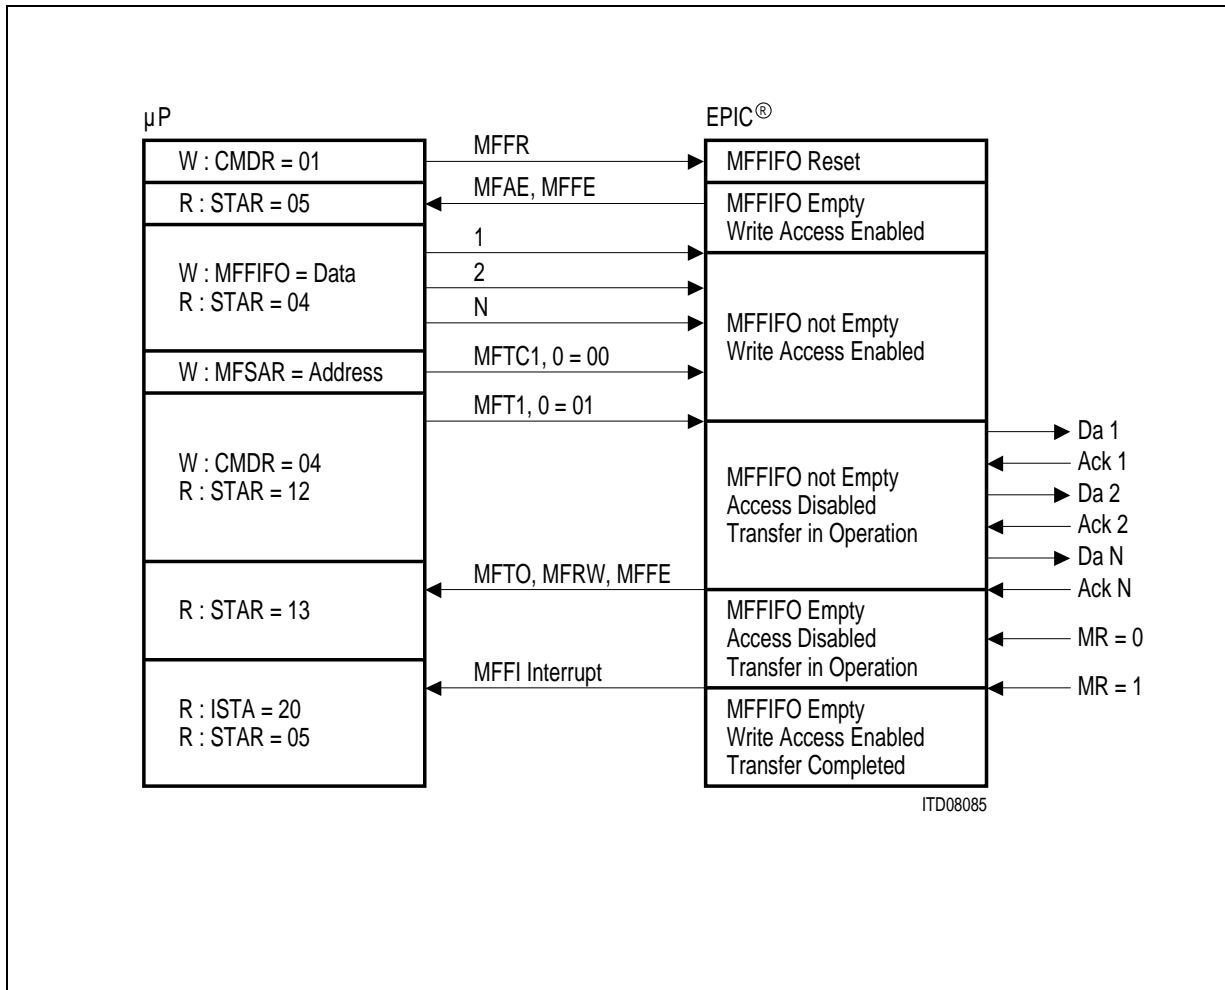 µP
EPIC®
W : CMDR = 01
MFFR
MFFIFO Reset
R : STAR = 05
MFAE, MFFE
MFFIFO Empty
Write Access Enabled
W : MFFIFO = Data
R : STAR = 04
1
2
N
MFFIFO not Empty
Write Access Enabled
W : MFSAR = Address
MFTC1, 0 = 00
MFT1, 0 = 01
W : CMDR = 04
R : STAR = 12
MFFIFO not Empty
Access Disabled
Transfer in Operation
Da 1
Ack 1
Da 2
Ack 2
Da N
Ack N
R : STAR = 13
MFTO, MFRW, MFFE
MFFIFO Empty
Access Disabled
Transfer in Operation
MR = 0
MR = 1
R : ISTA = 20
R : STAR = 05
MFFI Interrupt
MFFIFO Empty
Write Access Enabled
Transfer Completed
ITD08085